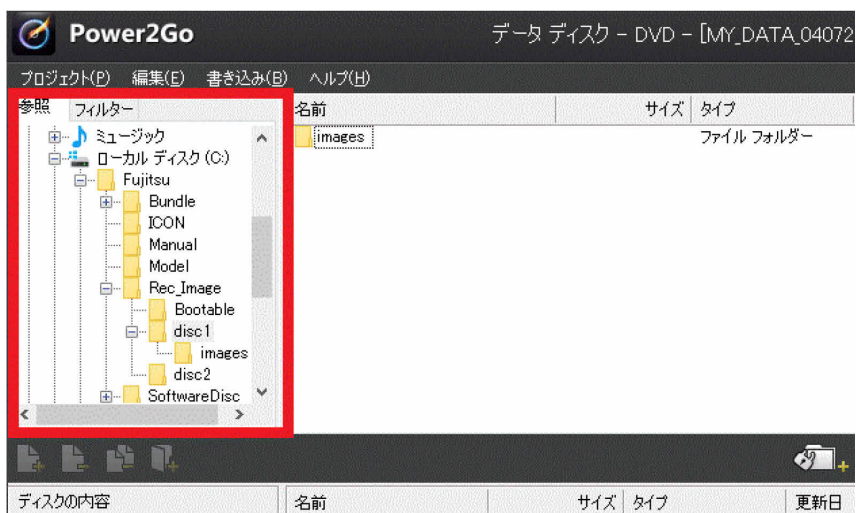 Power2Go データ ディスク - DVD - [MY_DATA_04072
プロジェクト(P) 編集(E) 書き込み(B) ヘルプ(H)
参照 フィルター
ミュージック
ローカル ディスク (C:)
Fujitsu
Bundle
ICON
Manual
Model
Rec_Image
Bootable
disc1
images
disc2
SoftwareDisc
名前 サイズ タイプ
images ファイル フォルダー
ディスクの内容 名前 サイズ タイプ 更新日